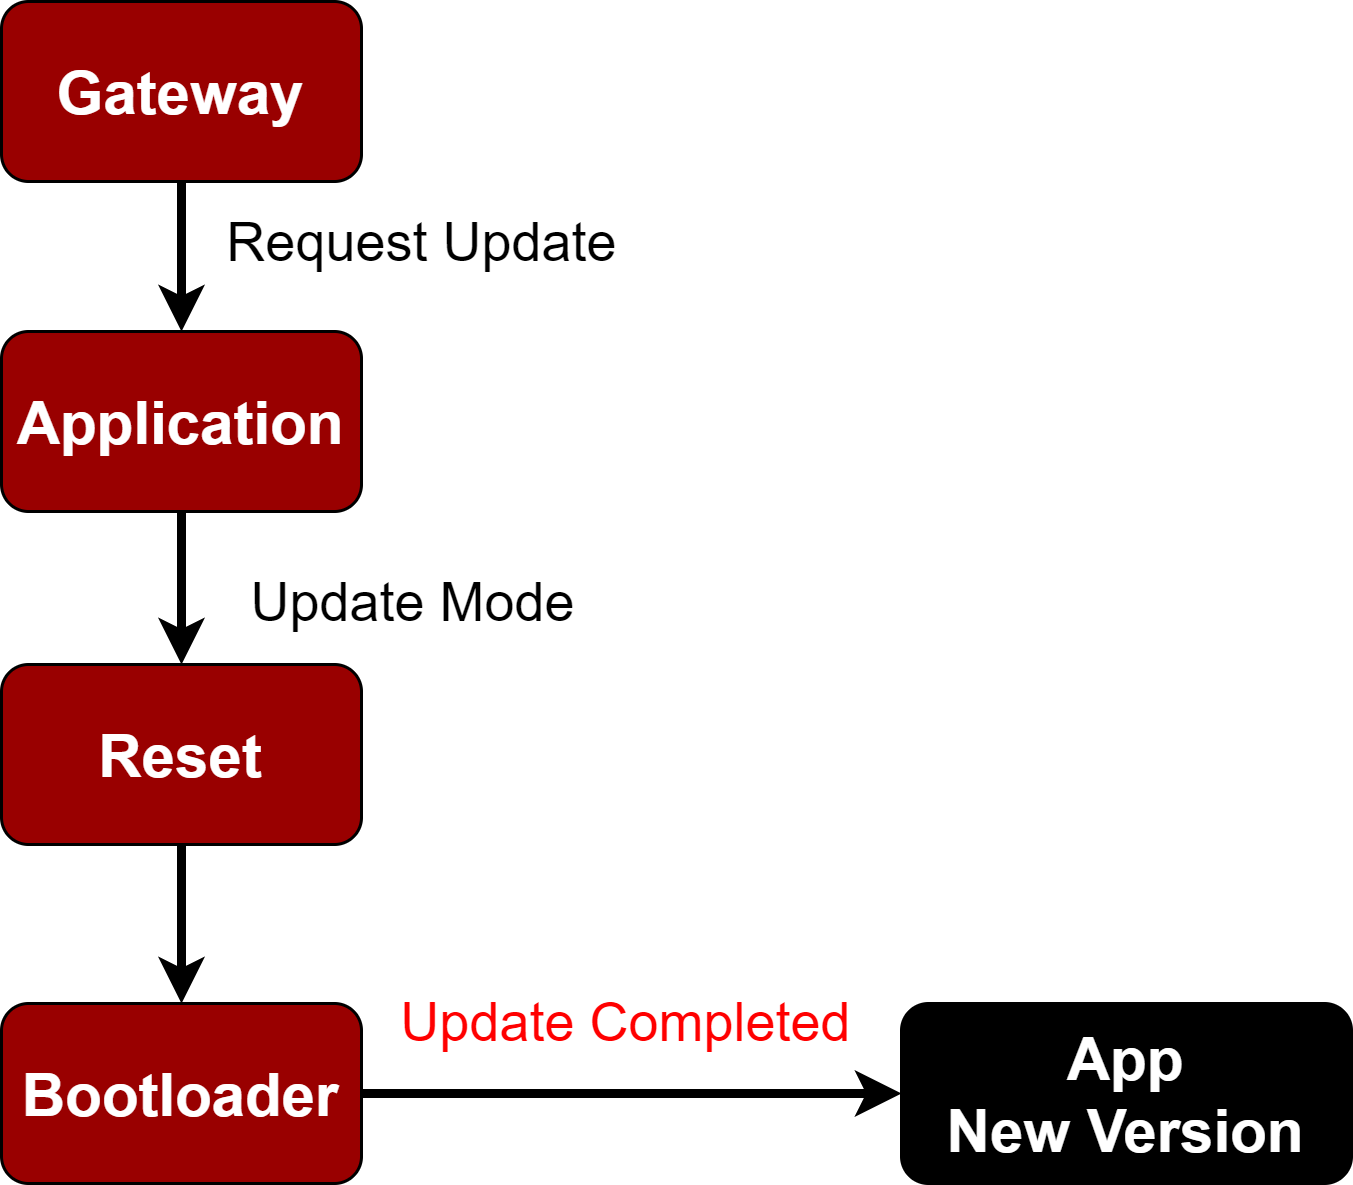 Gateway
Request Update
Application
Update Mode
Reset
Bootloader
Update Completed
App
New Version